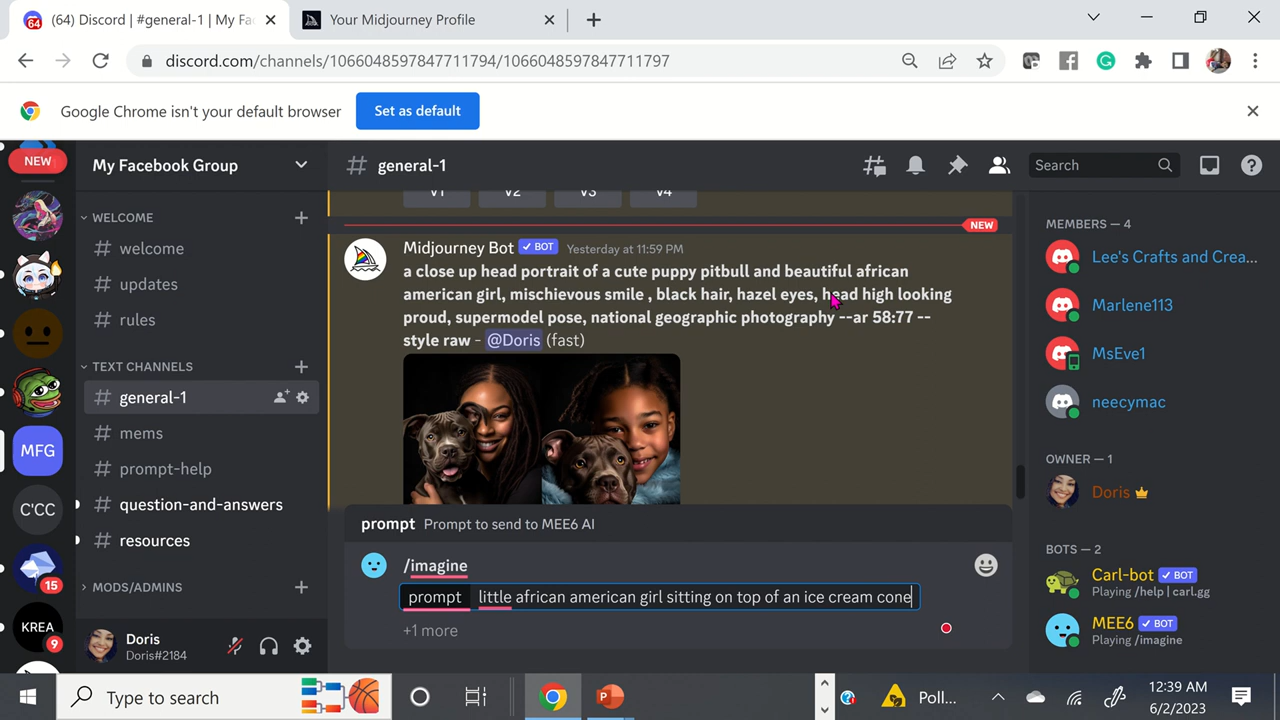 (64) Discord | #general-1 | My Fa
Your Midjourney Profile
discord.com/channels/1066048597847711794/1066048597847711797
Google Chrome isn't your default browser
Set as default
NEW
My Facebook Group
general-1
Search
V1 V2 V3 V4
NEW
WELCOME
welcome
updates
rules
TEXT CHANNELS
general-1
mems
prompt-help
question-and-answers
resources
MODS/ADMINS
MFG
C'CC
15
KREA
9
Doris
Doris#2184
Midjourney Bot BOT Yesterday at 11:59 PM
a close up head portrait of a cute puppy pitbull and beautiful african
american girl, mischievous smile , black hair, hazel eyes, head high looking
proud, supermodel pose, national geographic photography --ar 58:77 --
style raw - @Doris (fast)
prompt Prompt to send to MEE6 AI
/imagine
prompt little african american girl sitting on top of an ice cream cone
+1 more
MEMBERS — 4
Lee's Crafts and Crea...
Marlene113
MsEve1
neecymac
OWNER — 1
Doris
BOTS — 2
Carl-bot BOT
Playing /help | carl.gg
MEE6 BOT
Playing /imagine
Type to search
Poll...
12:39 AM
6/2/2023